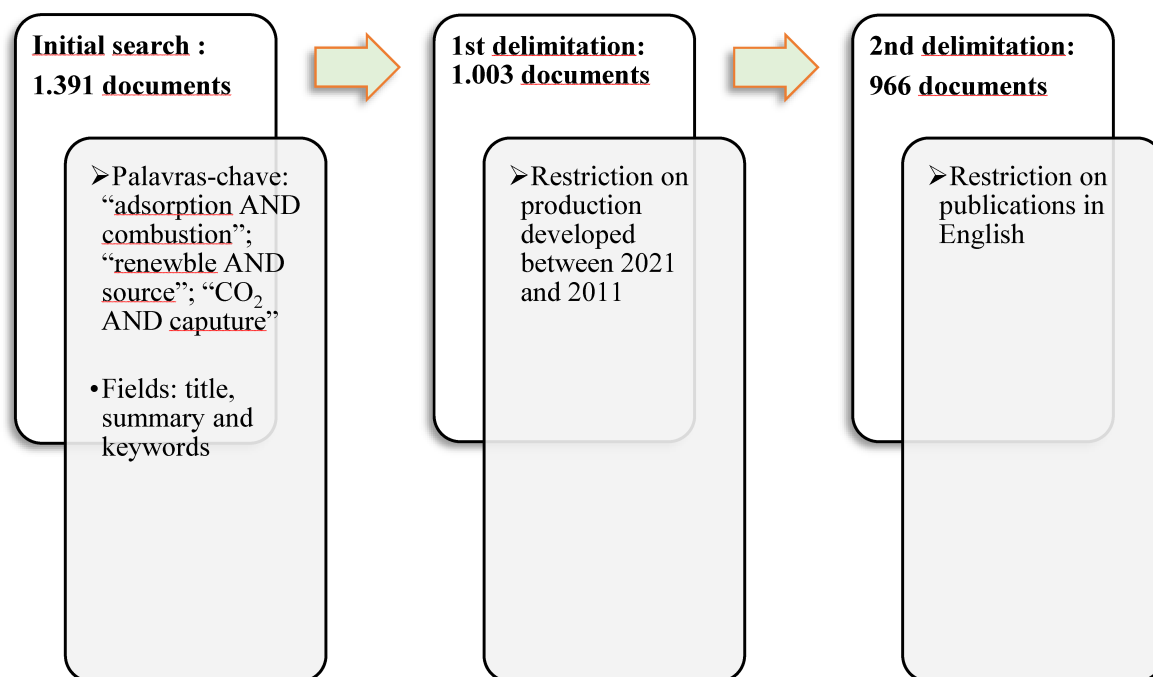 Initial search :
1.391 documents
➢Palavras-chave:
“adsorption AND
combustion”;
“renewble AND
source”; “CO₂
AND caputure”
•Fields: title,
summary and
keywords
1st delimitation:
1.003 documents
➢Restriction on
production
developed
between 2021
and 2011
2nd delimitation:
966 documents
➢Restriction on
publications in
English